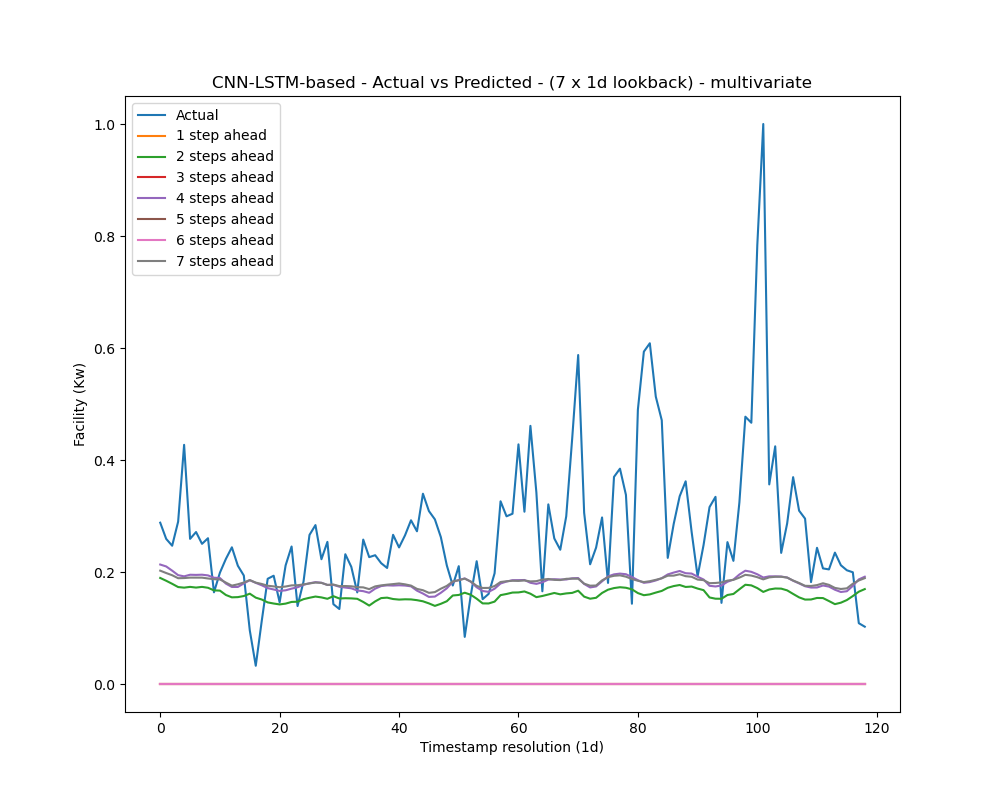 CNN-LSTM-based - Actual vs Predicted - (7 x 1d lookback) - multivariate
Actual
1 step ahead
2 steps ahead
3 steps ahead
4 steps ahead
5 steps ahead
6 steps ahead
7 steps ahead
1.0
0.8
0.6
0.4
0.2
0.0
Facility (Kw)
0
20
40
60
80
100
120
Timestamp resolution (1d)